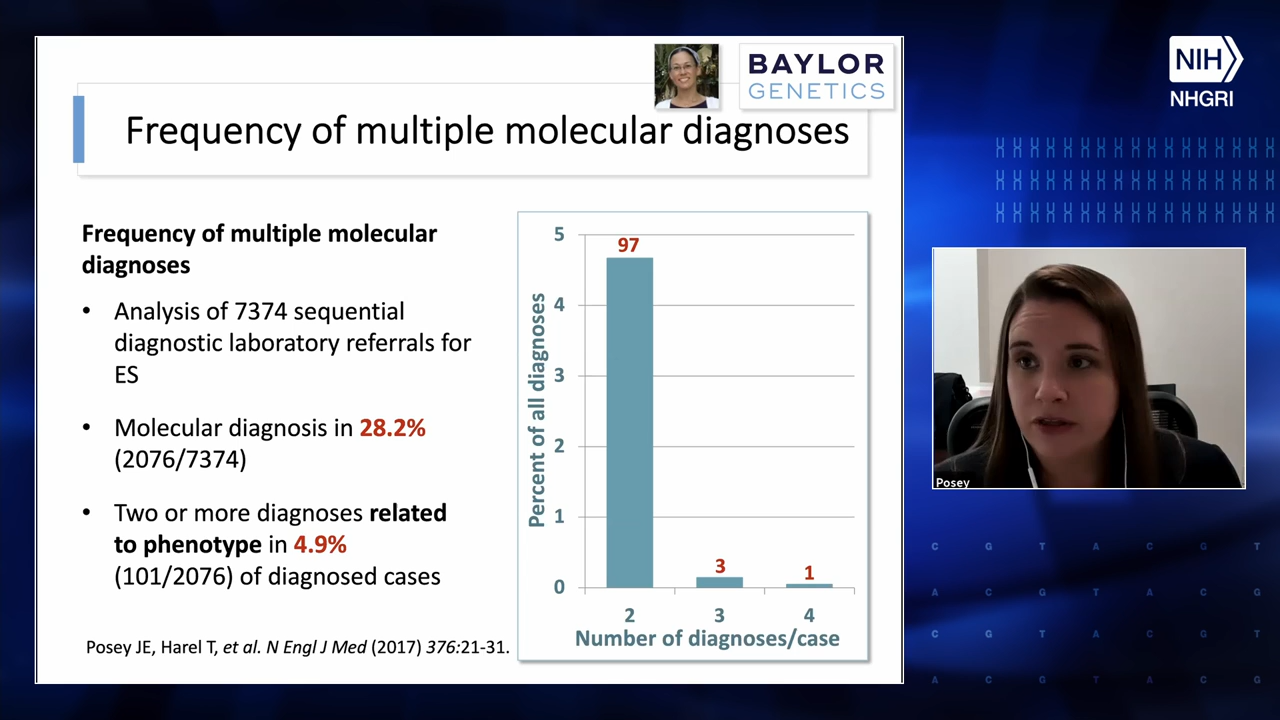 BAYLOR
GENETICS
NIH
NHGRI
Frequency of multiple molecular diagnoses
Frequency of multiple molecular
diagnoses
• Analysis of 7374 sequential
diagnostic laboratory referrals for
ES
• Molecular diagnosis in 28.2%
(2076/7374)
• Two or more diagnoses related
to phenotype in 4.9%
(101/2076) of diagnosed cases
Posey JE, Harel T, et al. N Engl J Med (2017) 376:21-31.
Percent of all diagnoses
5
4
3
2
1
0
97
3
1
2 3 4
Number of diagnoses/case
Posey
C G T A C G T
A C G T A C G
C G T A C G T
A C G T A C G